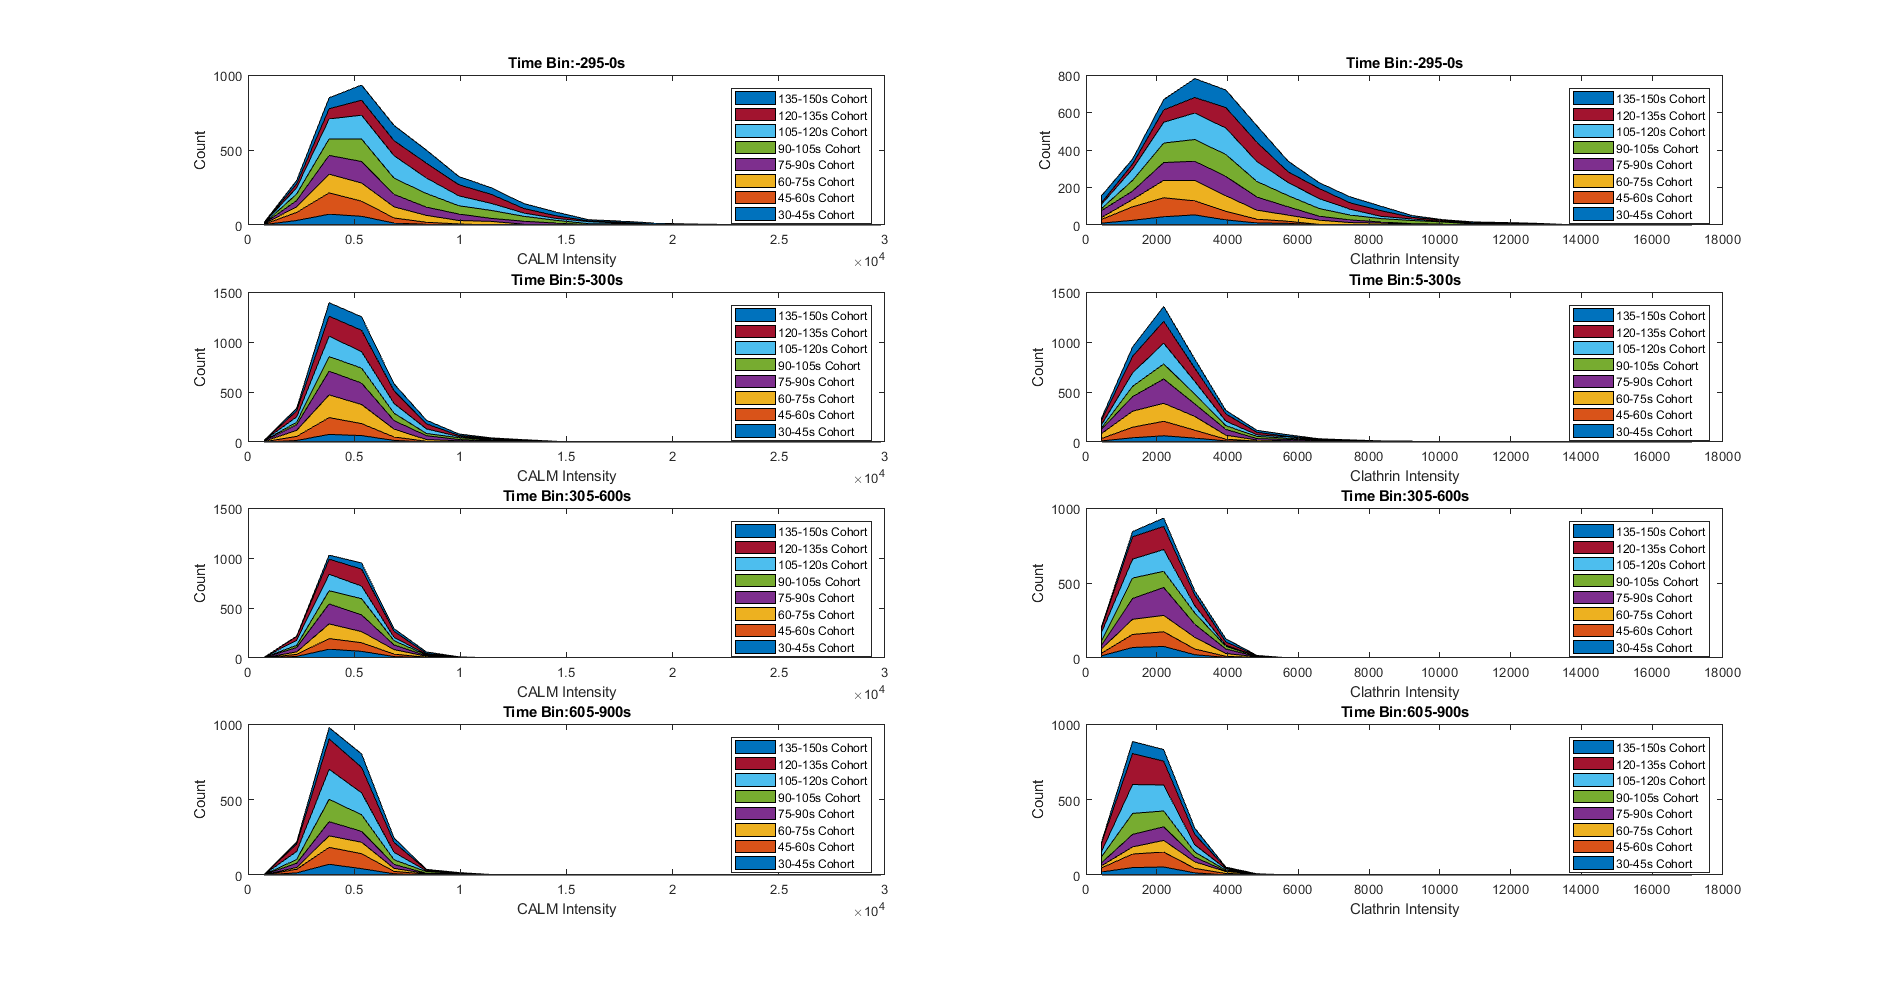 Time Bin:-295-0s
Count
1000
500
0
0 0.5 1 1.5 2 2.5 3
×10^4
CALM Intensity
135-150s Cohort
120-135s Cohort
105-120s Cohort
90-105s Cohort
75-90s Cohort
60-75s Cohort
45-60s Cohort
30-45s Cohort
Time Bin:-295-0s
Count
800
600
400
200
0
0 2000 4000 6000 8000 10000 12000 14000 16000 18000
Clathrin Intensity
135-150s Cohort
120-135s Cohort
105-120s Cohort
90-105s Cohort
75-90s Cohort
60-75s Cohort
45-60s Cohort
30-45s Cohort
Time Bin:5-300s
Count
1500
1000
500
0
0 0.5 1 1.5 2 2.5 3
×10^4
CALM Intensity
135-150s Cohort
120-135s Cohort
105-120s Cohort
90-105s Cohort
75-90s Cohort
60-75s Cohort
45-60s Cohort
30-45s Cohort
Time Bin:5-300s
Count
1500
1000
500
0
0 2000 4000 6000 8000 10000 12000 14000 16000 18000
Clathrin Intensity
135-150s Cohort
120-135s Cohort
105-120s Cohort
90-105s Cohort
75-90s Cohort
60-75s Cohort
45-60s Cohort
30-45s Cohort
Time Bin:305-600s
Count
1500
1000
500
0
0 0.5 1 1.5 2 2.5 3
×10^4
CALM Intensity
135-150s Cohort
120-135s Cohort
105-120s Cohort
90-105s Cohort
75-90s Cohort
60-75s Cohort
45-60s Cohort
30-45s Cohort
Time Bin:305-600s
Count
1000
500
0
0 2000 4000 6000 8000 10000 12000 14000 16000 18000
Clathrin Intensity
135-150s Cohort
120-135s Cohort
105-120s Cohort
90-105s Cohort
75-90s Cohort
60-75s Cohort
45-60s Cohort
30-45s Cohort
Time Bin:605-900s
Count
1000
500
0
0 0.5 1 1.5 2 2.5 3
×10^4
CALM Intensity
135-150s Cohort
120-135s Cohort
105-120s Cohort
90-105s Cohort
75-90s Cohort
60-75s Cohort
45-60s Cohort
30-45s Cohort
Time Bin:605-900s
Count
1000
500
0
0 2000 4000 6000 8000 10000 12000 14000 16000 18000
Clathrin Intensity
135-150s Cohort
120-135s Cohort
105-120s Cohort
90-105s Cohort
75-90s Cohort
60-75s Cohort
45-60s Cohort
30-45s Cohort